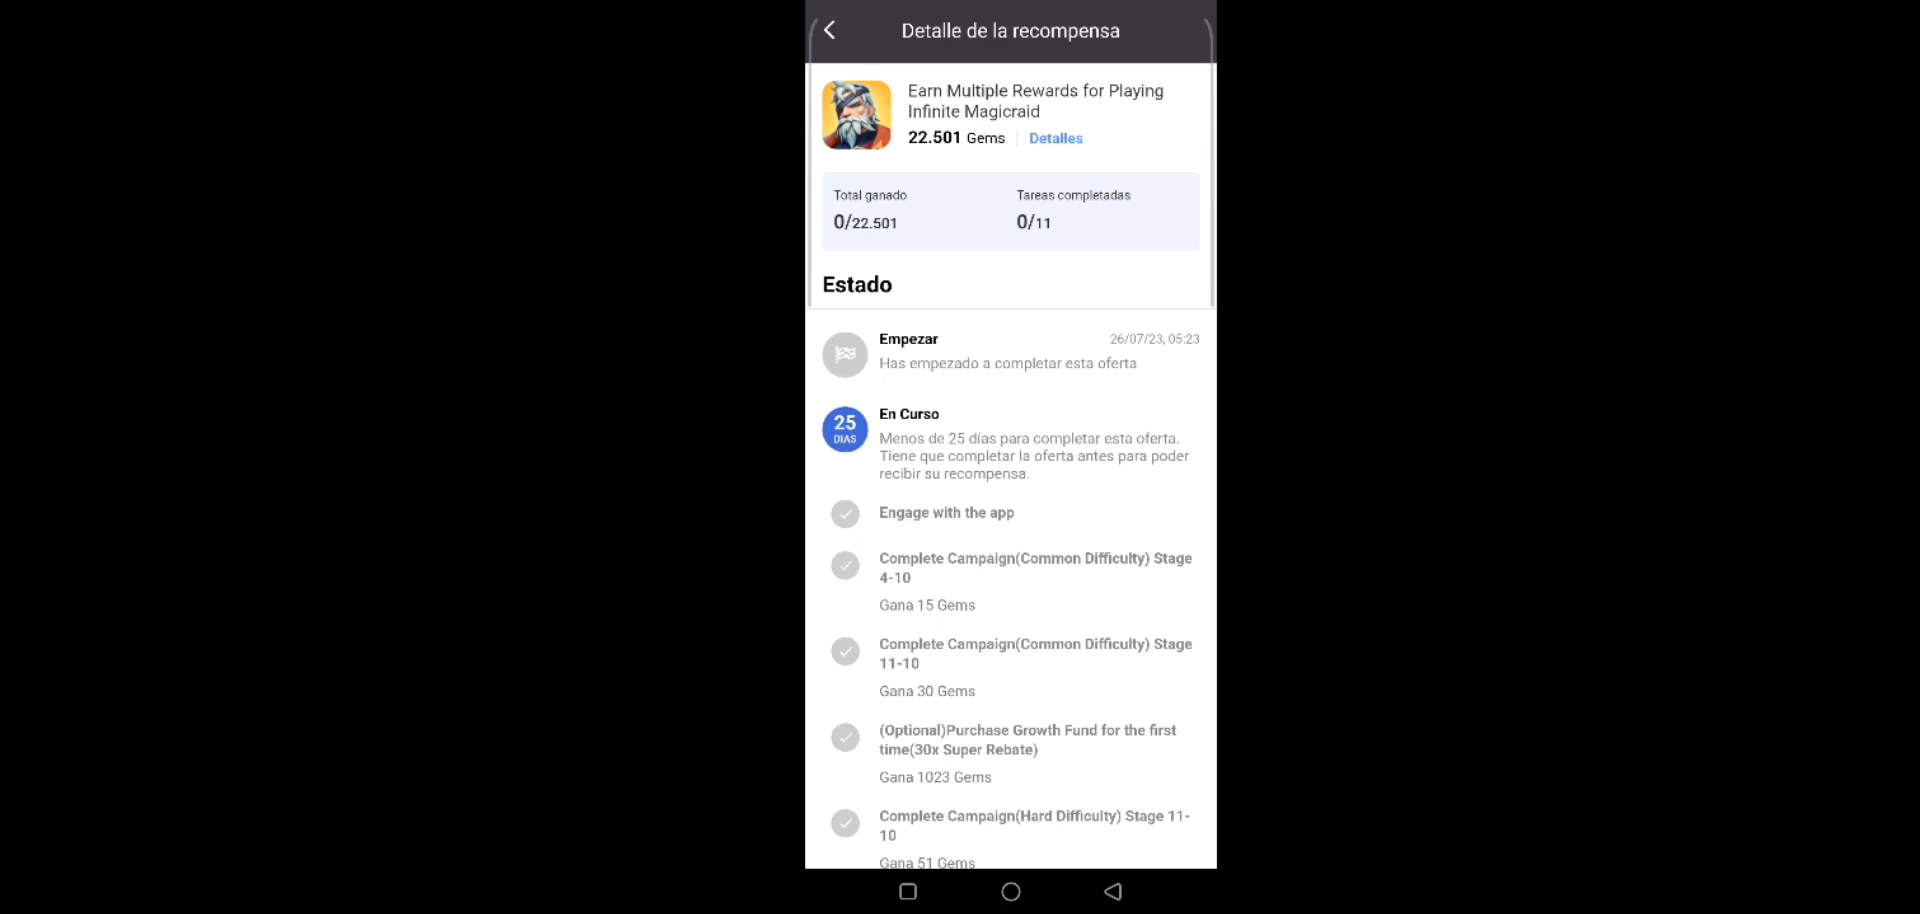 Detalle de la recompensa
Earn Multiple Rewards for Playing
Infinite Magicraid
22.501 Gems
Detalles
Total ganado
Tareas completadas
0/22.501
0/11
Estado
Empezar
26/07/23, 05:23
Has empezado a completar esta oferta
25
DIAS
En Curso
Menos de 25 días para completar esta oferta.
Tiene que completar la oferta antes para poder
recibir su recompensa.
Engage with the app
Complete Campaign(Common Difficulty) Stage
4-10
Gana 15 Gems
Complete Campaign(Common Difficulty) Stage
11-10
Gana 30 Gems
(Optional)Purchase Growth Fund for the first
time(30x Super Rebate)
Gana 1023 Gems
Complete Campaign(Hard Difficulty) Stage 11-
10
Gana 51 Gems